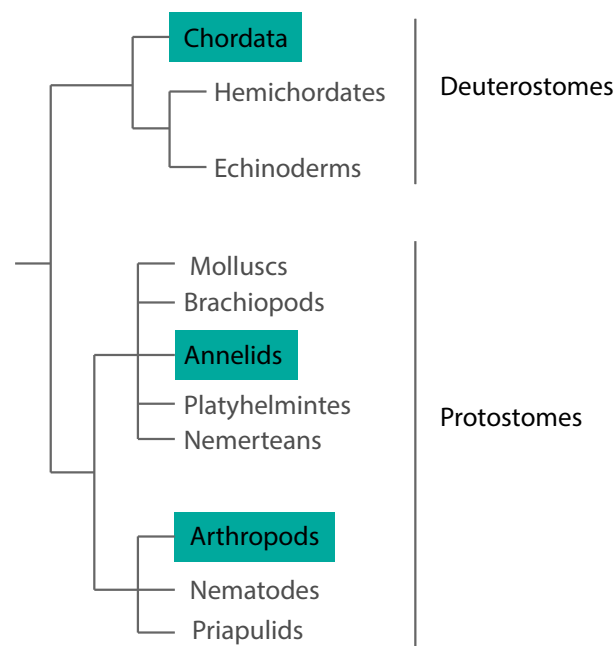 Chordata
Hemichordates
Echinoderms
Deuterostomes
Molluscs
Brachiopods
Annelids
Platyhelmintes
Nemerteans
Arthropods
Nematodes
Priapulids
Protostomes